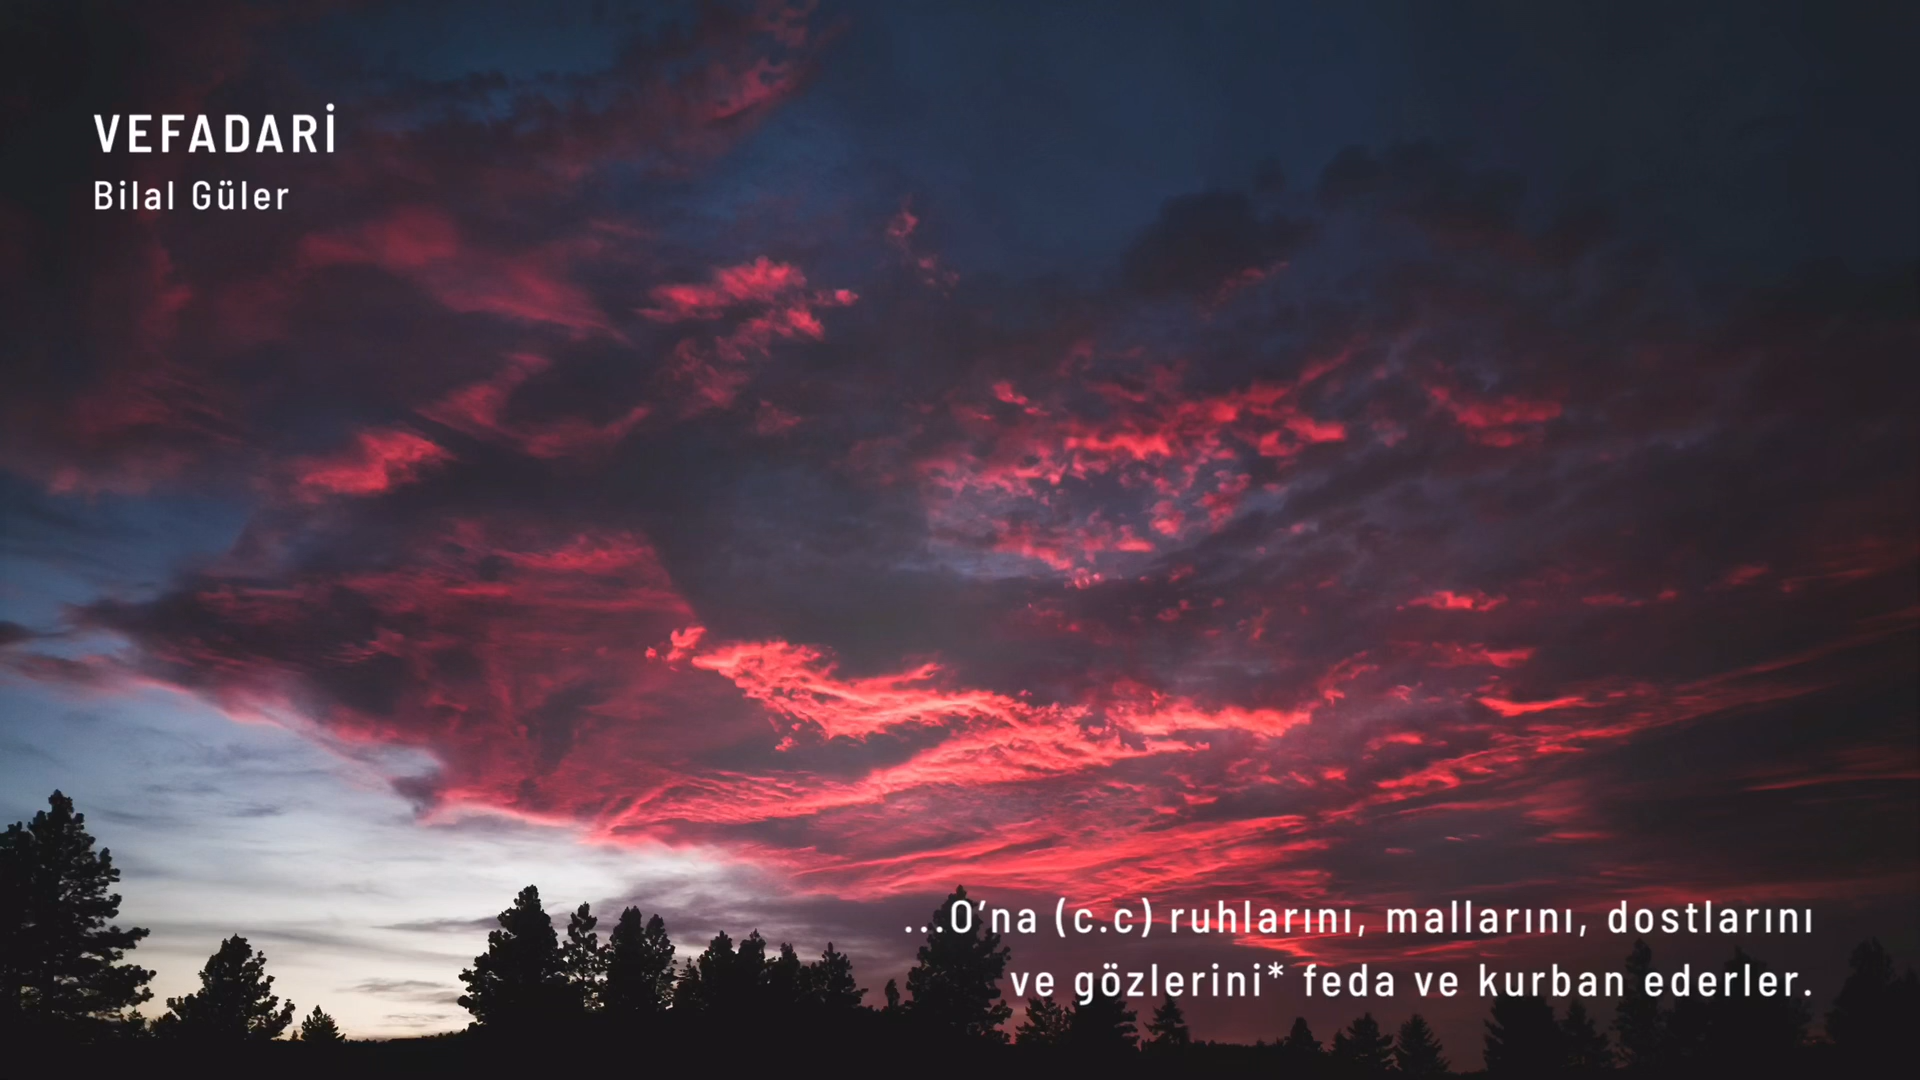 VEFADARİ
Bilal Güler
...O’na (c.c) ruhlarını, mallarını, dostlarını
ve gözlerini* feda ve kurban ederler.